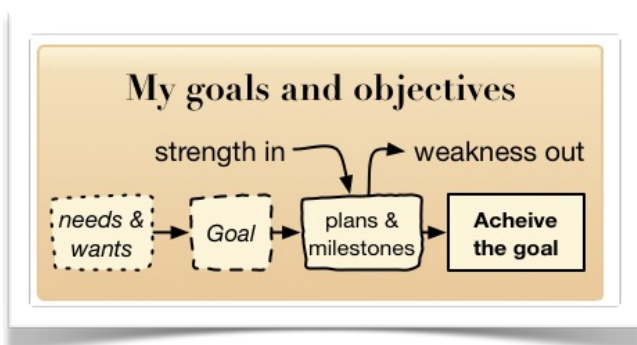 My goals and objectives
strength in
weakness out
needs &
wants
Goal
plans &
milestones
Acheive
the goal